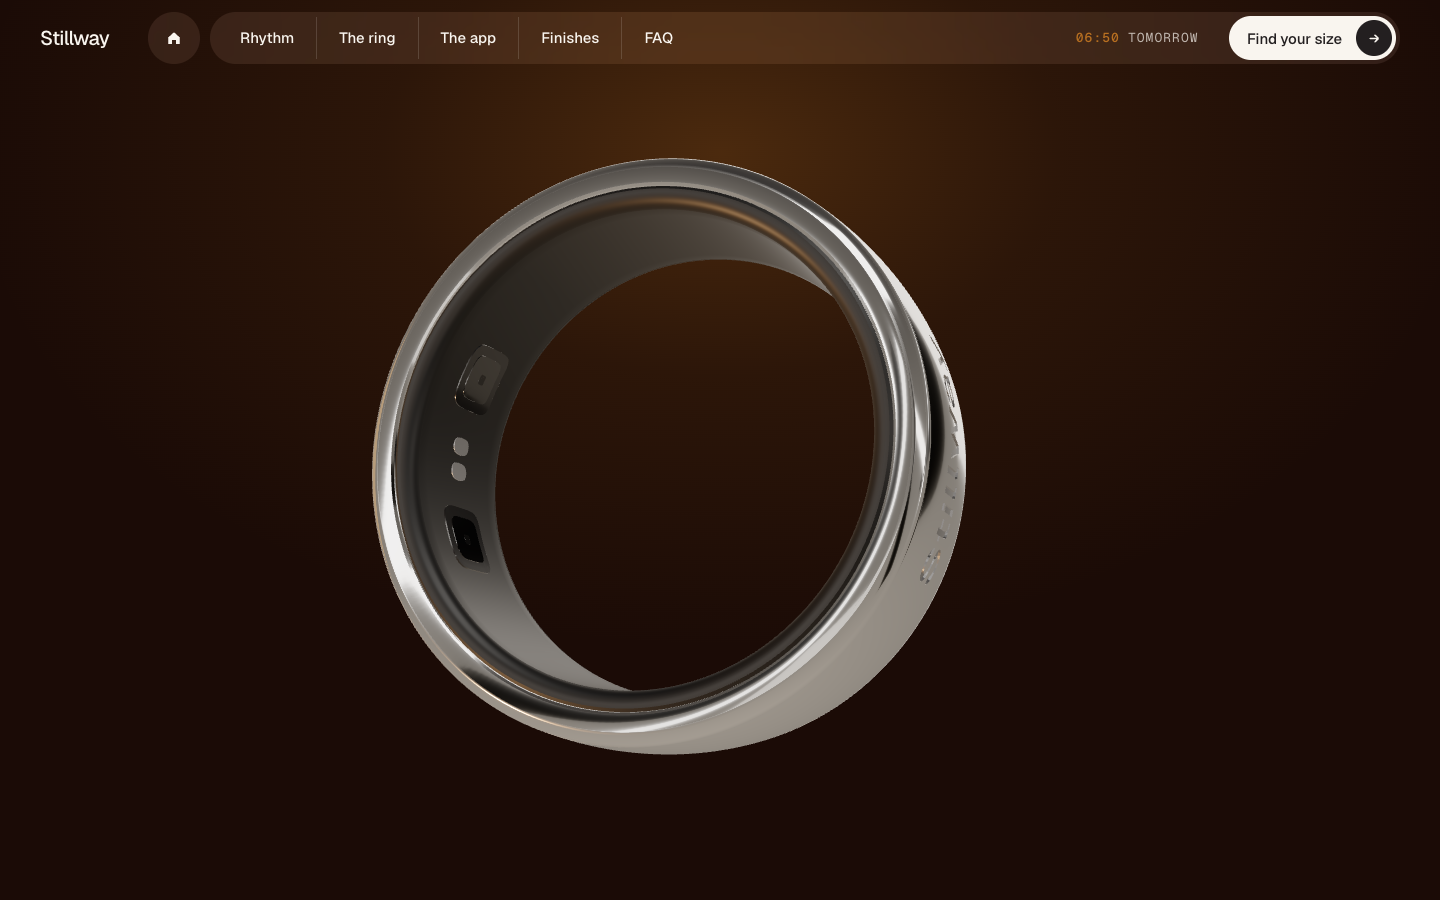 Stillway
Rhythm
The ring
The app
Finishes
FAQ
06:50 TOMORROW
Find your size